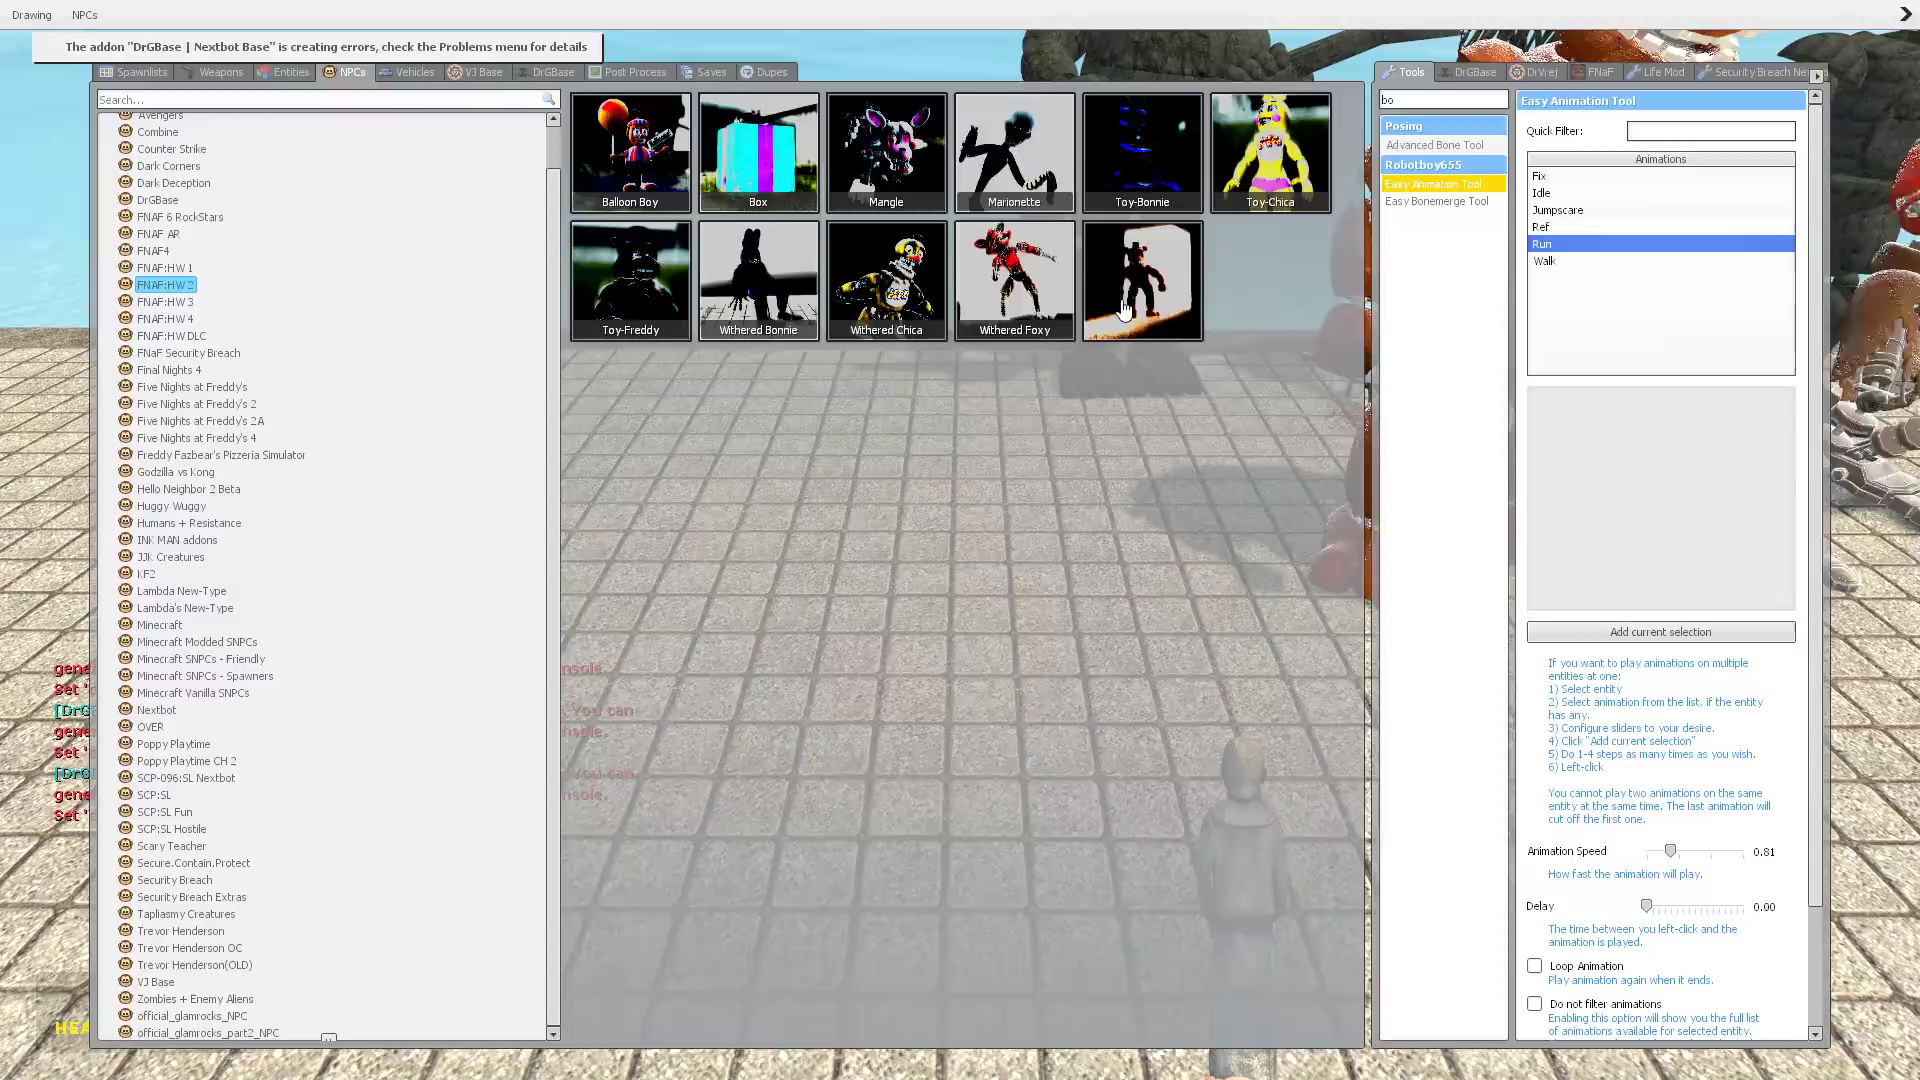 Drawing NPCs
The addon "DrGBase | Nextbot Base" is creating errors, check the Problems menu for details
Spawnlists Weapons Entities NPCs Vehicles VJ Base DrGBase Post Process Saves Dupes
Search...
Avengers
Combine
Counter Strike
Dark Corners
Dark Deception
DrGBase
FNAF 6 RockStars
FNAF AR
FNAF4
FNAF:HW 1
FNAF:HW 2
FNAF:HW 3
FNAF:HW 4
FNAF:HW DLC
FNaF Security Breach
Final Nights 4
Five Nights at Freddy's
Five Nights at Freddy's 2
Five Nights at Freddy's 2A
Five Nights at Freddy's 4
Freddy Fazbear's Pizzeria Simulator
Godzilla vs Kong
Hello Neighbor 2 Beta
Huggy Wuggy
Humans + Resistance
INK MAN addons
JJK Creatures
KF2
Lambda New-Type
Lambda's New-Type
Minecraft
Minecraft Modded SNPCs
Minecraft SNPCs - Friendly
Minecraft SNPCs - Spawners
Minecraft Vanilla SNPCs
Nextbot
OVER
Poppy Playtime
Poppy Playtime CH 2
SCP-096:SL Nextbot
SCP:SL
SCP:SL Fun
SCP:SL Hostile
Scary Teacher
Secure.Contain.Protect
Security Breach
Security Breach Extras
Tapliasmy Creatures
Trevor Henderson
Trevor Henderson OC
Trevor Henderson(OLD)
VJ Base
Zombies + Enemy Aliens
official_glamrocks_NPC
official_glamrocks_part2_NPC
Balloon Boy Box Mangle Marionette Toy-Bonnie Toy-Chica
Toy-Freddy Withered Bonnie Withered Chica Withered Foxy
gene nsole.
Set '
[DrG You can
gene nsole.
Set '
[DrG You can
gene nsole.
Set '
HEA
Tools DrGBase DrVrej FNaF Life Mod Security Breach Ne
bo
Posing
Advanced Bone Tool
Robotboy655
Easy Animation Tool
Easy Bonemerge Tool
Easy Animation Tool
Quick Filter:
Animations
Fix
Idle
Jumpscare
Ref
Run
Walk
Add current selection
If you want to play animations on multiple
entities at one:
1) Select entity
2) Select animation from the list, if the entity
has any.
3) Configure sliders to your desire.
4) Click "Add current selection"
5) Do 1-4 steps as many times as you wish.
6) Left-click
You cannot play two animations on the same
entity at the same time. The last animation will
cut off the first one.
Animation Speed 0.81
How fast the animation will play.
Delay 0.00
The time between you left-click and the
animation is played.
Loop Animation
Play animation again when it ends.
Do not filter animations
Enabling this option will show you the full list
of animations available for selected entity.